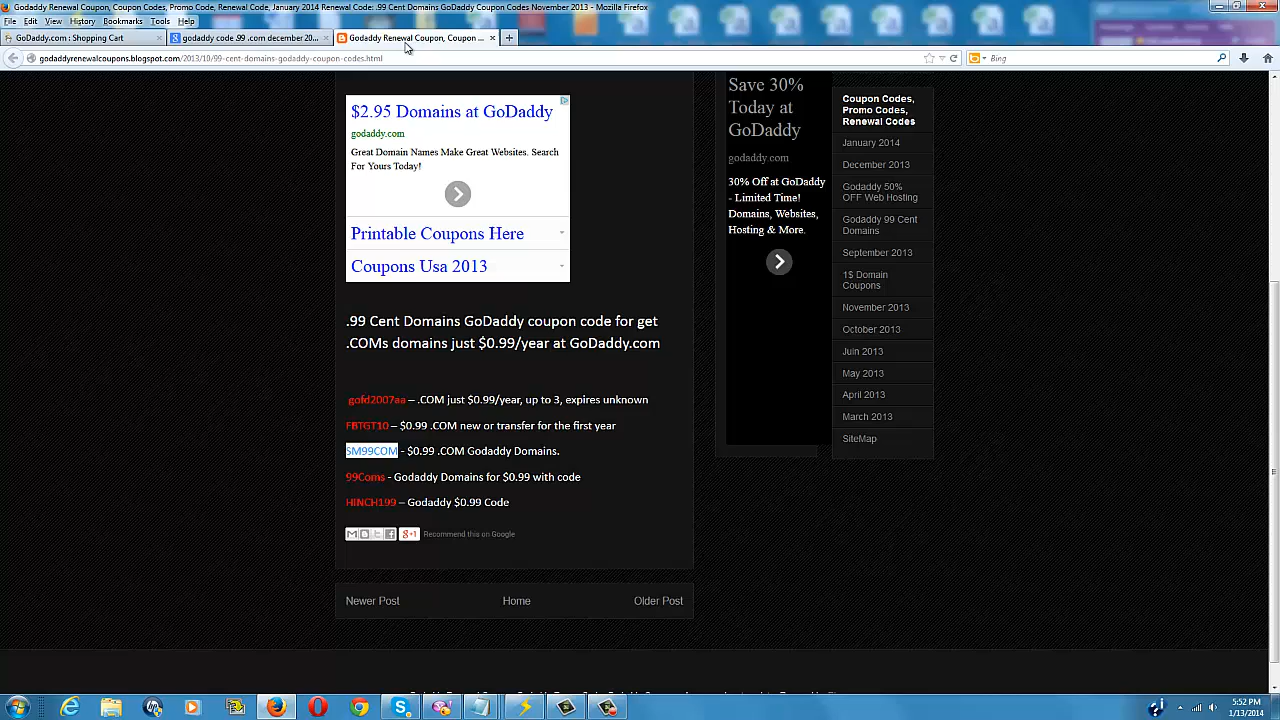 Godaddy Renewal Coupon, Coupon Codes, Promo Code, Renewal Code, January 2014 Renewal Code: .99 Cent Domains GoDaddy Coupon Codes November 2013 - Mozilla Firefox
File Edit View History Bookmarks Tools Help
GoDaddy.com : Shopping Cart
godaddy code .99 .com december 20...
Godaddy Renewal Coupon, Coupon ...
godaddyrenewalcoupons.blogspot.com/2013/10/99-cent-domains-godaddy-coupon-codes.html
Bing
$2.95 Domains at GoDaddy
godaddy.com
Great Domain Names Make Great Websites. Search
For Yours Today!
Printable Coupons Here
Coupons Usa 2013
.99 Cent Domains GoDaddy coupon code for get
.COMs domains just $0.99/year at GoDaddy.com
gofd2007aa – .COM just $0.99/year, up to 3, expires unknown
FBTGT10 – $0.99 .COM new or transfer for the first year
SM99COM - $0.99 .COM Godaddy Domains.
99Coms - Godaddy Domains for $0.99 with code
HINCH199 – Godaddy $0.99 Code
g+1 Recommend this on Google
Newer Post Home Older Post
Save 30%
Today at
GoDaddy
godaddy.com
30% Off at GoDaddy
- Limited Time!
Domains, Websites,
Hosting & More.
Coupon Codes,
Promo Codes,
Renewal Codes
January 2014
December 2013
Godaddy 50%
OFF Web Hosting
Godaddy 99 Cent
Domains
September 2013
1$ Domain
Coupons
November 2013
October 2013
Juin 2013
May 2013
April 2013
March 2013
SiteMap
5:52 PM
1/13/2014